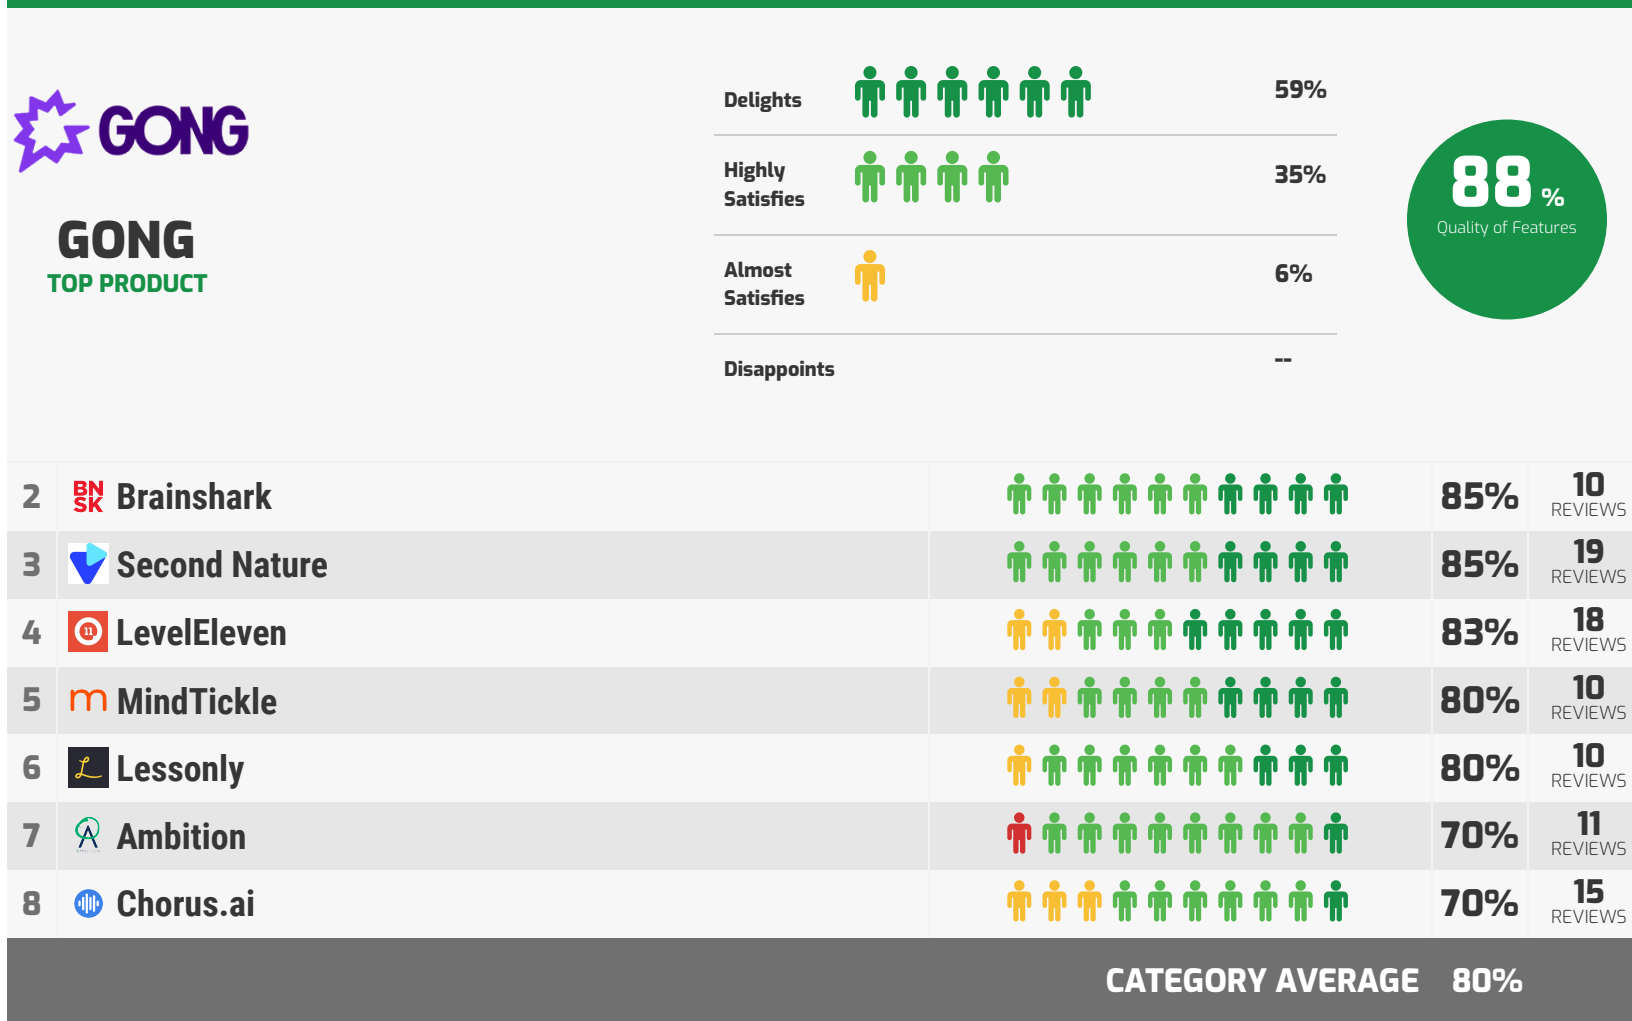 GONG
GONG
TOP PRODUCT
Delights 59%
Highly
Satisfies 35%
Almost
Satisfies 6%
Disappoints --
88 %
Quality of Features
2 BN
SK Brainshark 85% 10
REVIEWS
3 Second Nature 85% 19
REVIEWS
4 11 LevelEleven 83% 18
REVIEWS
5 m MindTickle 80% 10
REVIEWS
6 L Lessonly 80% 10
REVIEWS
7 Ambition 70% 11
REVIEWS
8 Chorus.ai 70% 15
REVIEWS
CATEGORY AVERAGE 80%